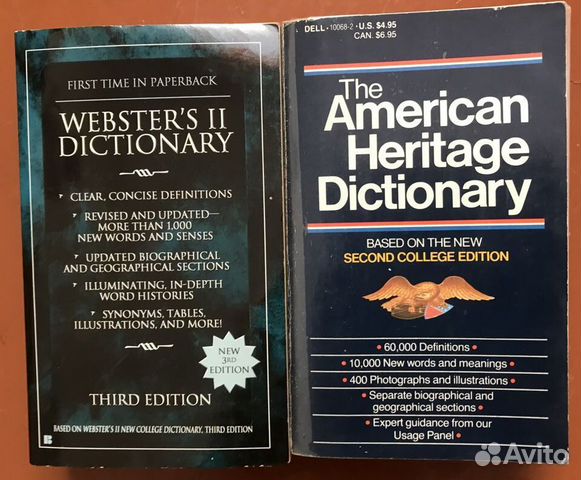 FIRST TIME IN PAPERBACK
WEBSTER'S II
DICTIONARY
CLEAR, CONCISE DEFINITIONS
REVISED AND UPDATED—
MORE THAN 1,000
NEW WORDS AND SENSES
UPDATED BIOGRAPHICAL
AND GEOGRAPHICAL SECTIONS
ILLUMINATING, IN-DEPTH
WORD HISTORIES
SYNONYMS, TABLES,
ILLUSTRATIONS, AND MORE!
NEW
3RD
EDITION
THIRD EDITION
BASED ON WEBSTER'S II NEW COLLEGE DICTIONARY, THIRD EDITION
B
DELL • 10068-2 • U.S. $4.95
CAN. $6.95
The
American
Heritage
Dictionary
BASED ON THE NEW
SECOND COLLEGE EDITION
• 60,000 Definitions •
• 10,000 New words and meanings •
• 400 Photographs and illustrations •
• Separate biographical and
geographical sections •
• Expert guidance from our
Usage Panel •
Avito